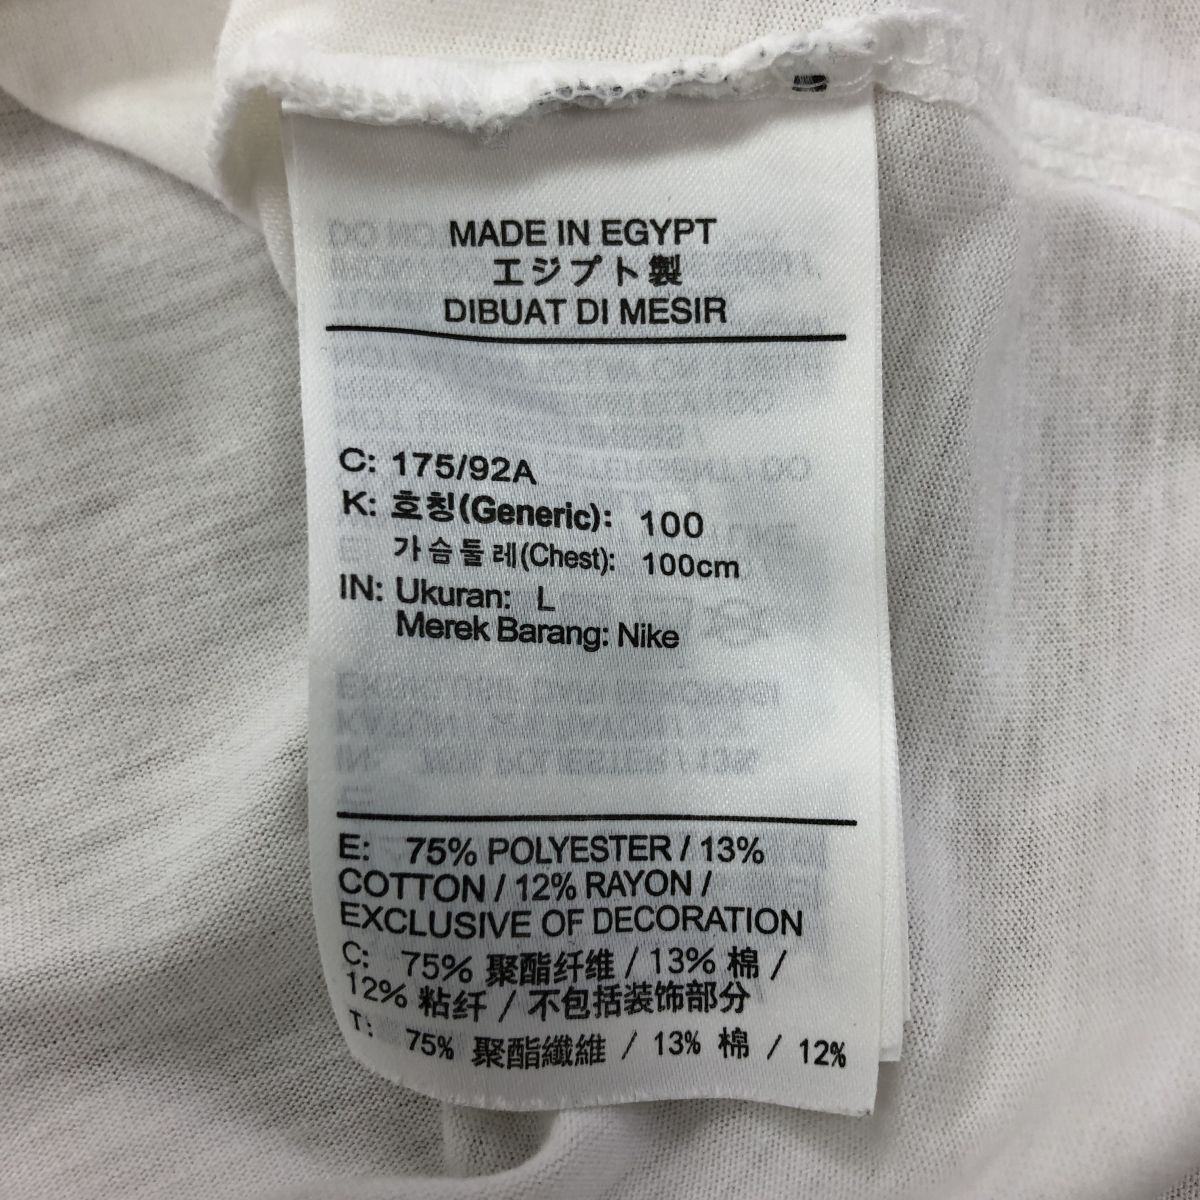 MADE IN EGYPT
エジプト製
DIBUAT DI MESIR
C: 175/92A
K: 호칭(Generic): 100
가슴둘레(Chest): 100cm
IN: Ukuran: L
Merek Barang: Nike
E: 75% POLYESTER / 13%
COTTON / 12% RAYON /
EXCLUSIVE OF DECORATION
C: 75% 聚酯纤维 / 13% 棉 /
12% 粘纤 / 不包括装饰部分
T: 75% 聚酯纖維 / 13% 棉 / 12%